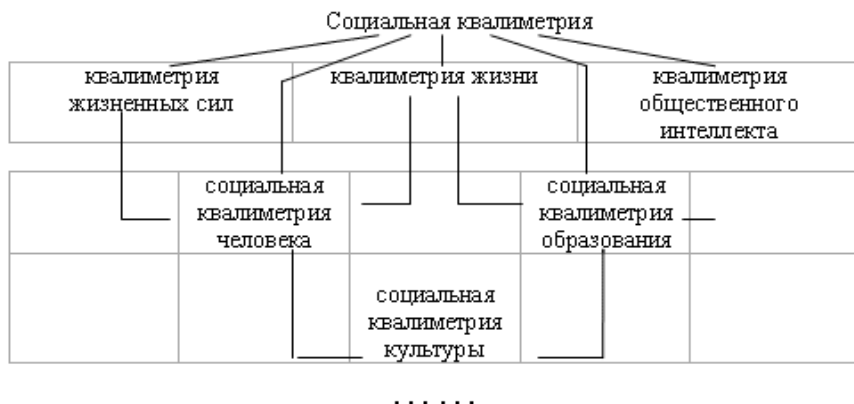 Социальная квалиметрия
квалиметрия
жизненных сил
квалиметрия жизни
квалиметрия
общественного
интеллекта
социальная
квалиметрия
человека
социальная
квалиметрия
образования
социальная
квалиметрия
культуры
......